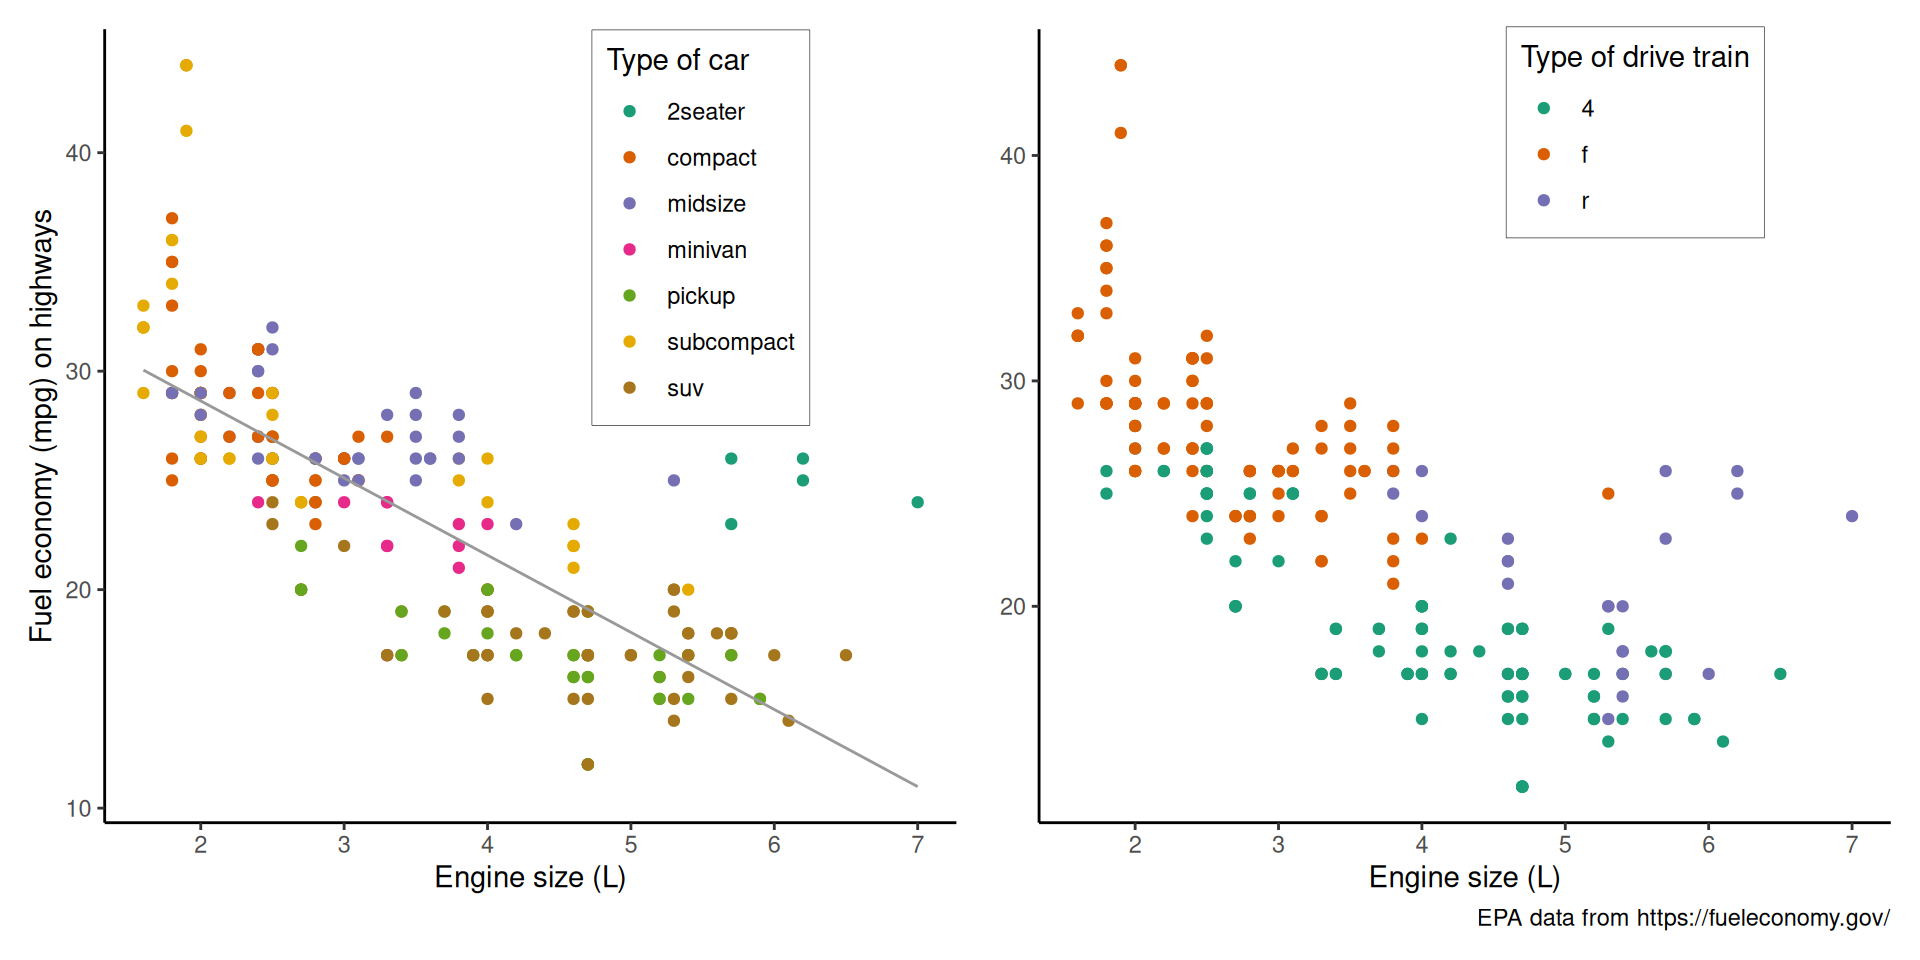 Fuel economy (mpg) on highways
40
30
20
10
2 3 4 5 6 7
Engine size (L)
Type of car
2seater
compact
midsize
minivan
pickup
subcompact
suv
40
30
20
2 3 4 5 6 7
Engine size (L)
Type of drive train
4
f
r
EPA data from https://fueleconomy.gov/